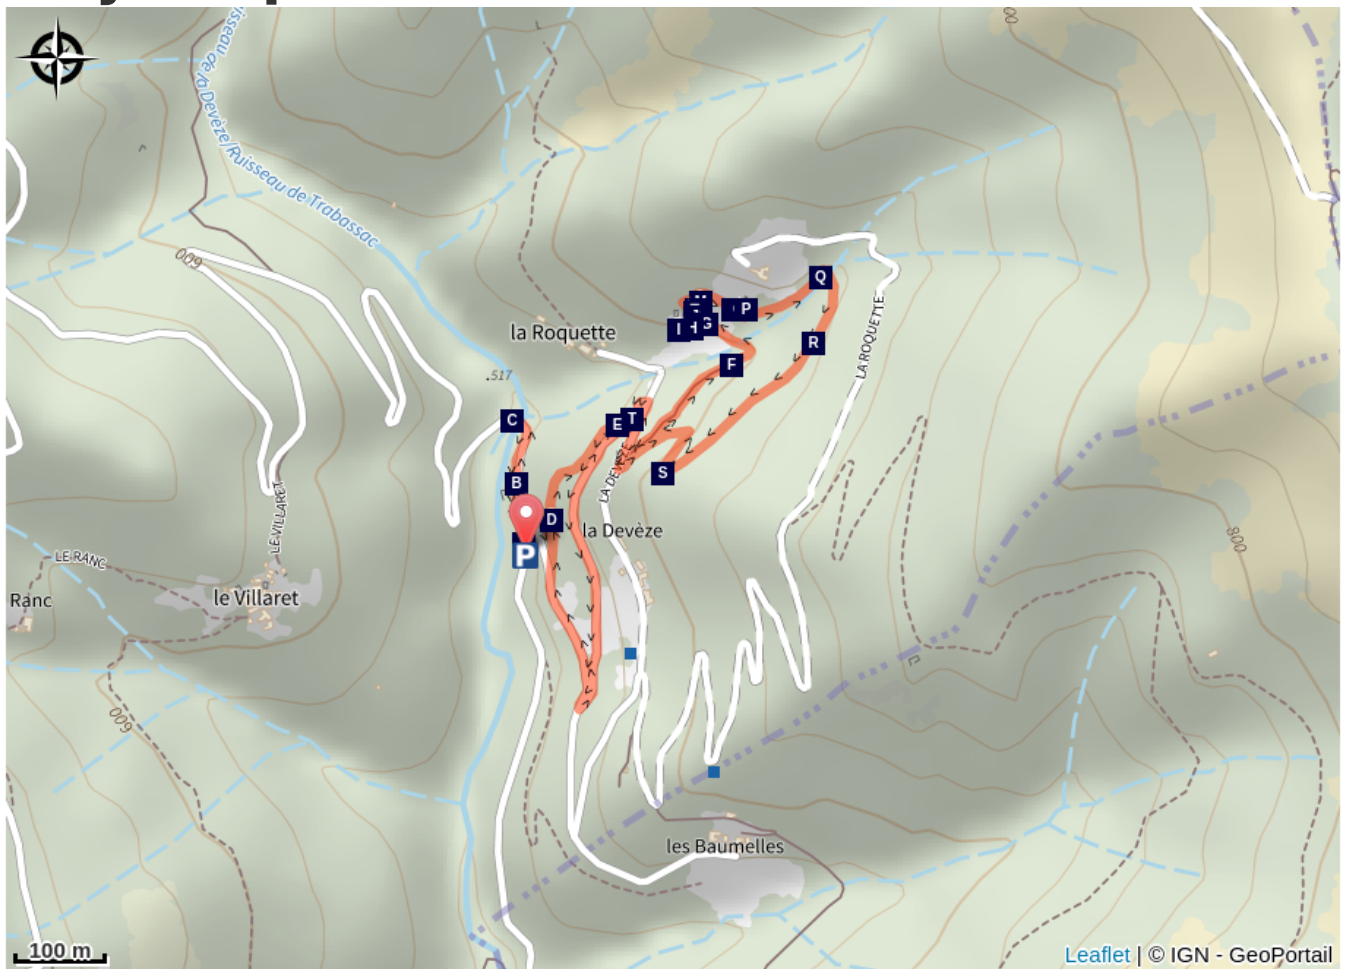 Ruisseau de la Devèze/Ruisseau de Trabassac
600
la Roquette
.517
Q
P
I
H
G
F
R
LA ROQUETTE
C
E
T
LA DEVÈZE
S
B
D
la Devèze
P
LE VILLARET
LE RANC
Ranc
le Villaret
800
600
les Baumelles
100 m
Leaflet | © IGN - GeoPortail